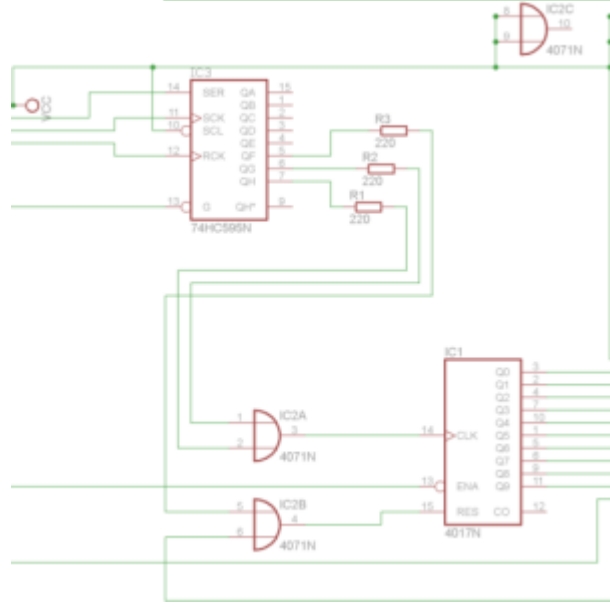 8
IC2C
10
9
4071N
IC3
VCC
14 SER QA 15
QB 1
11 SCK QC 2
10 SCL QD 3
QE 4
12 RCK QF 5
QG 6
QH 7
13 G QH* 9
74HC595N
R3
220
R2
220
R1
220
IC1
Q0 3
Q1 2
Q2 4
Q3 7
Q4 10
14 CLK Q5 1
Q6 5
Q7 6
Q8 9
13 ENA Q9 11
15 RES CO 12
4017N
1
IC2A
3
2
4071N
5
IC2B
4
6
4071N